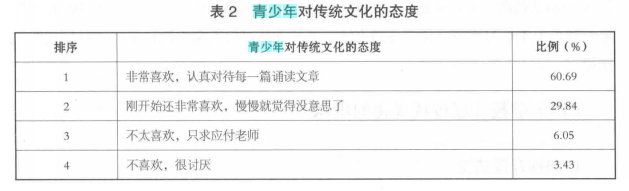 表 2 青少年对传统文化的态度
排序 青少年对传统文化的态度 比例（%）
1 非常喜欢，认真对待每一篇诵读文章 60.69
2 刚开始还非常喜欢，慢慢就觉得没意思了 29.84
3 不太喜欢，只求应付老师 6.05
4 不喜欢，很讨厌 3.43